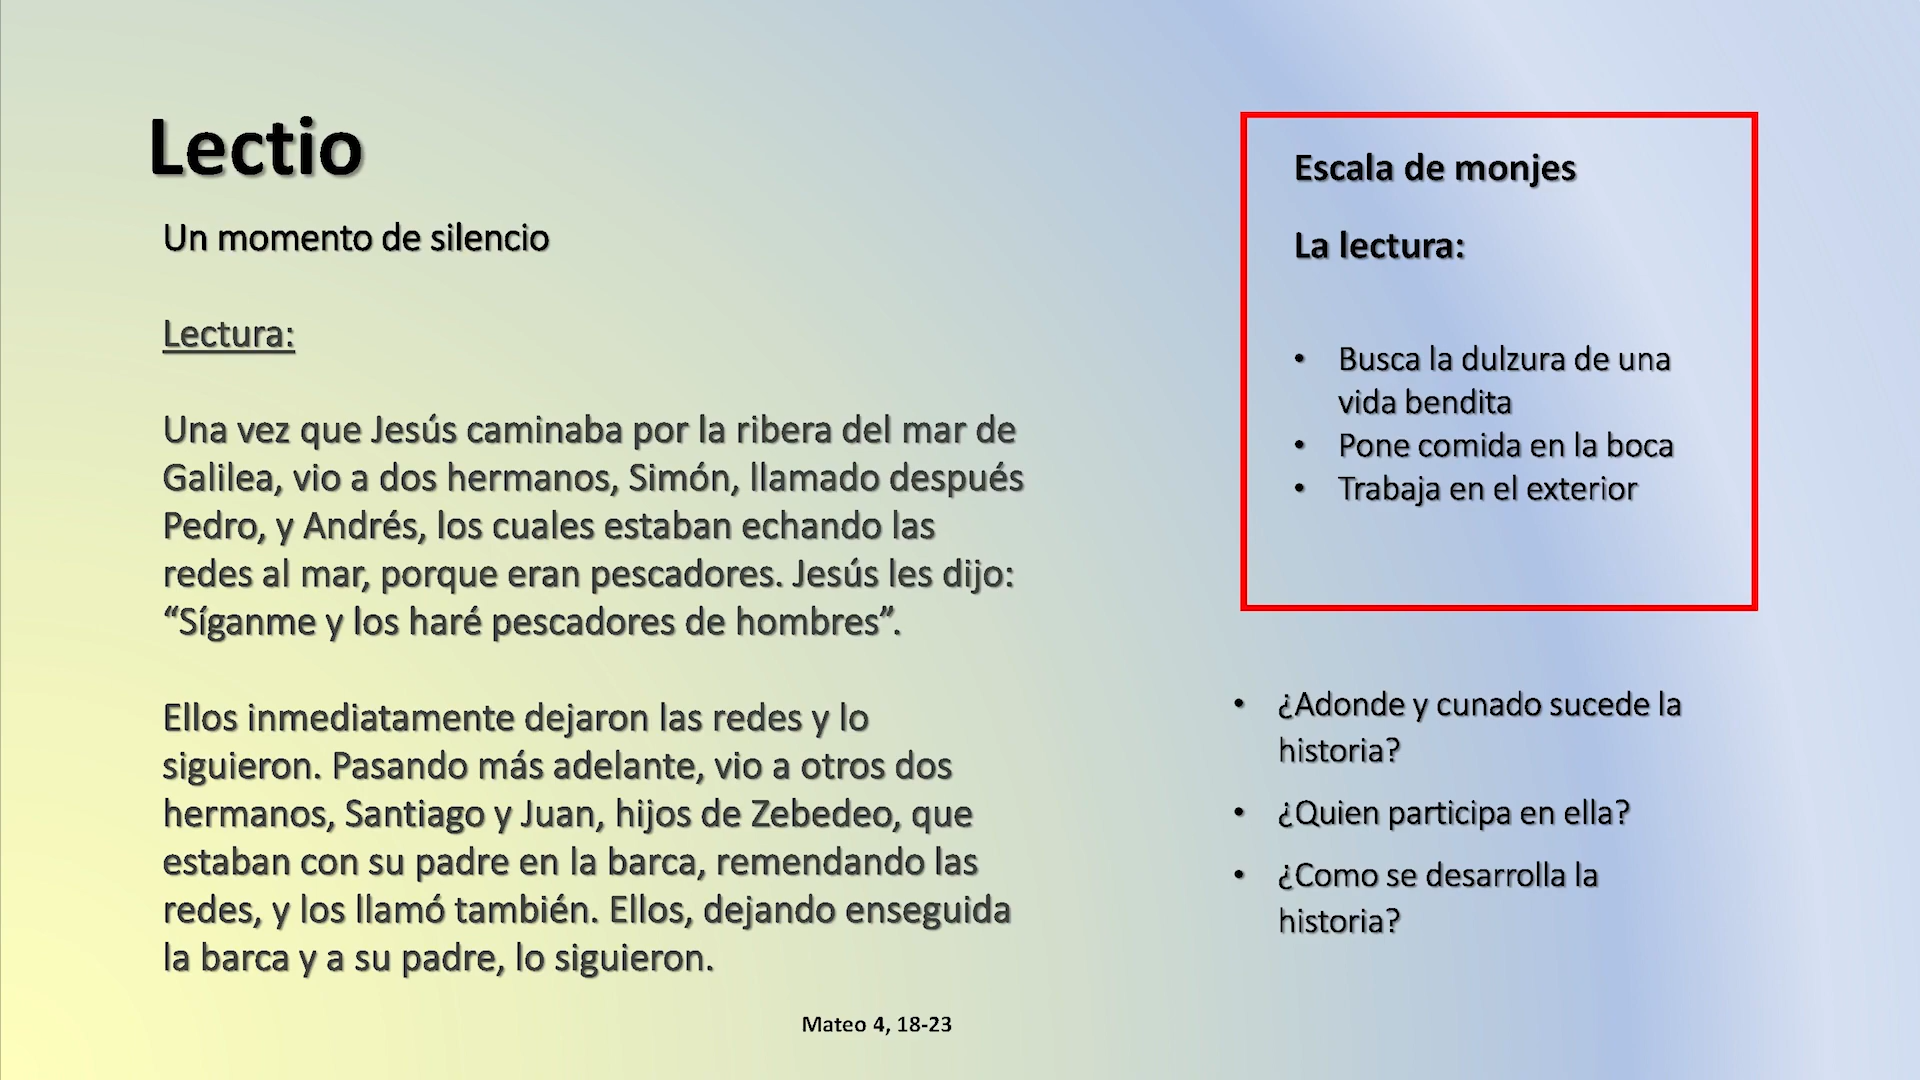 Lectio
Un momento de silencio
Lectura:
Una vez que Jesús caminaba por la ribera del mar de
Galilea, vio a dos hermanos, Simón, llamado después
Pedro, y Andrés, los cuales estaban echando las
redes al mar, porque eran pescadores. Jesús les dijo:
“Síganme y los haré pescadores de hombres”.
Ellos inmediatamente dejaron las redes y lo
siguieron. Pasando más adelante, vio a otros dos
hermanos, Santiago y Juan, hijos de Zebedeo, que
estaban con su padre en la barca, remendando las
redes, y los llamó también. Ellos, dejando enseguida
la barca y a su padre, lo siguieron.
Mateo 4, 18-23
Escala de monjes
La lectura:
• Busca la dulzura de una
vida bendita
• Pone comida en la boca
• Trabaja en el exterior
• ¿Adonde y cunado sucede la
historia?
• ¿Quien participa en ella?
• ¿Como se desarrolla la
historia?